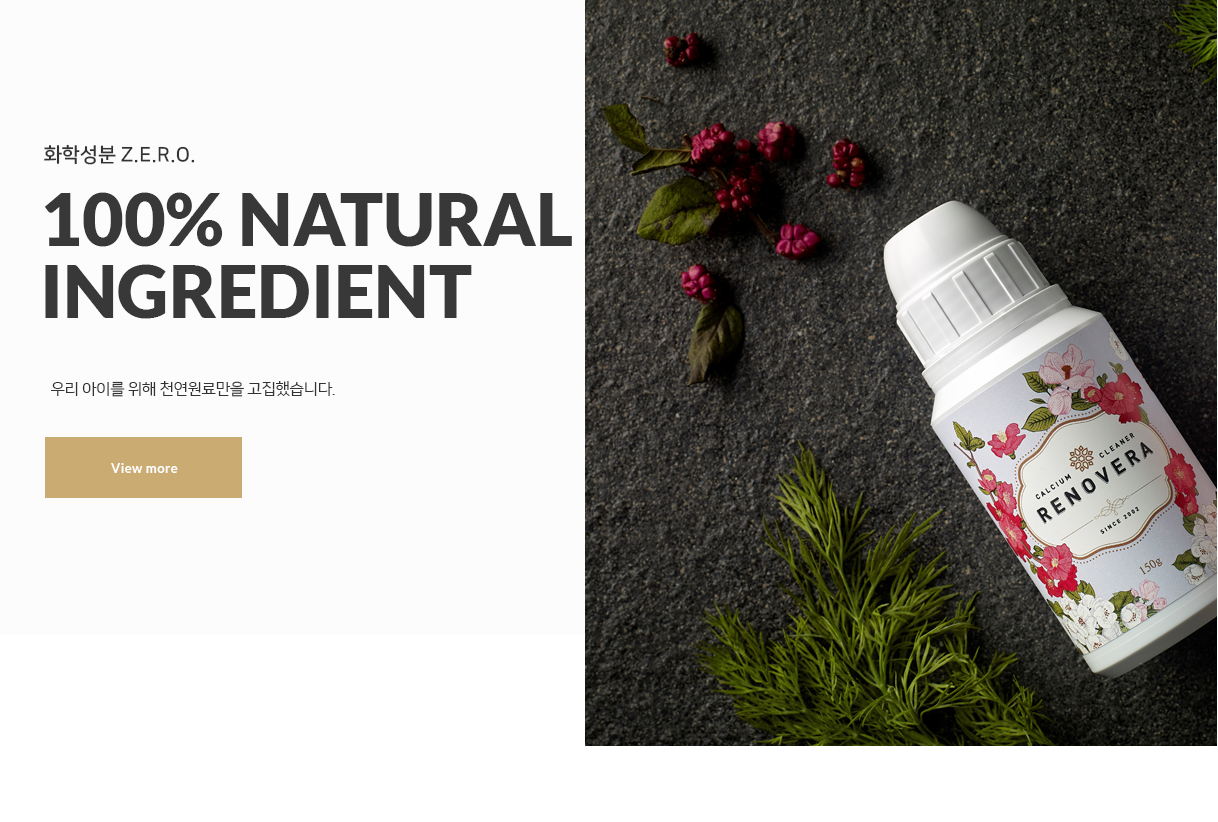 화학성분 Z.E.R.O.
100% NATURAL
INGREDIENT
우리 아이를 위해 천연원료만을 고집했습니다.
View more
CALCIUM CLEANER
RENOVERA
SINCE 2002
150g